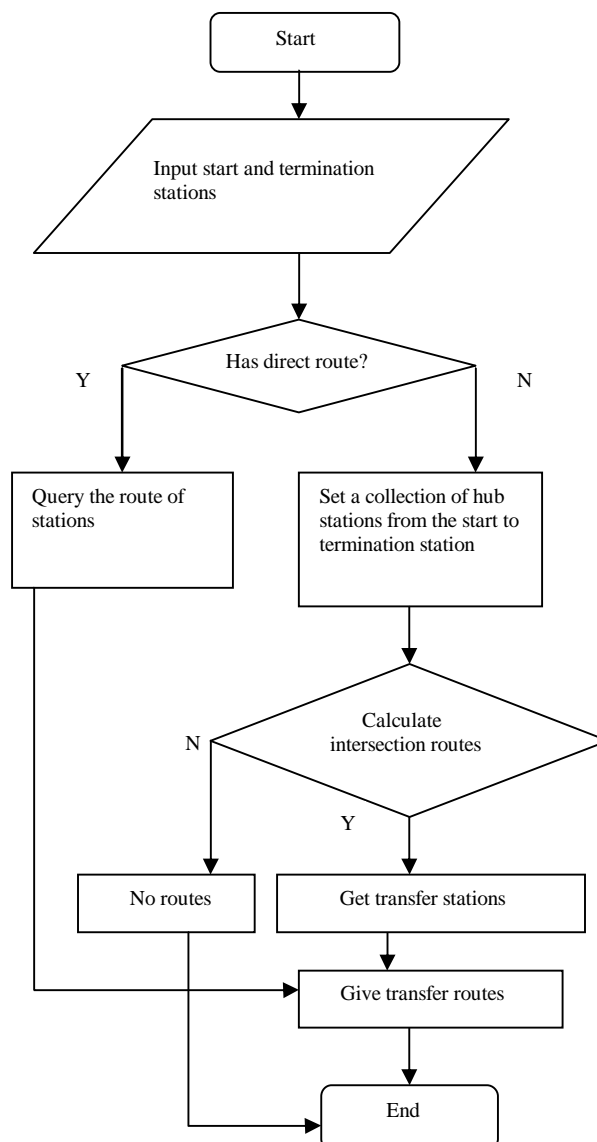 Start
Input start and termination
stations
Has direct route?
Y
N
Query the route of
stations
Set a collection of hub
stations from the start to
termination station
Calculate
intersection routes
N
Y
No routes
Get transfer stations
Give transfer routes
End